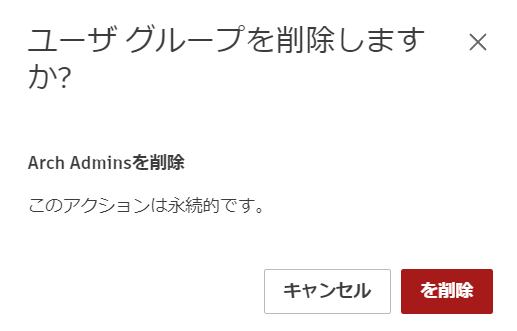 ユーザ グループを削除します
か?
Arch Adminsを削除
このアクションは永続的です。
キャンセル
を削除